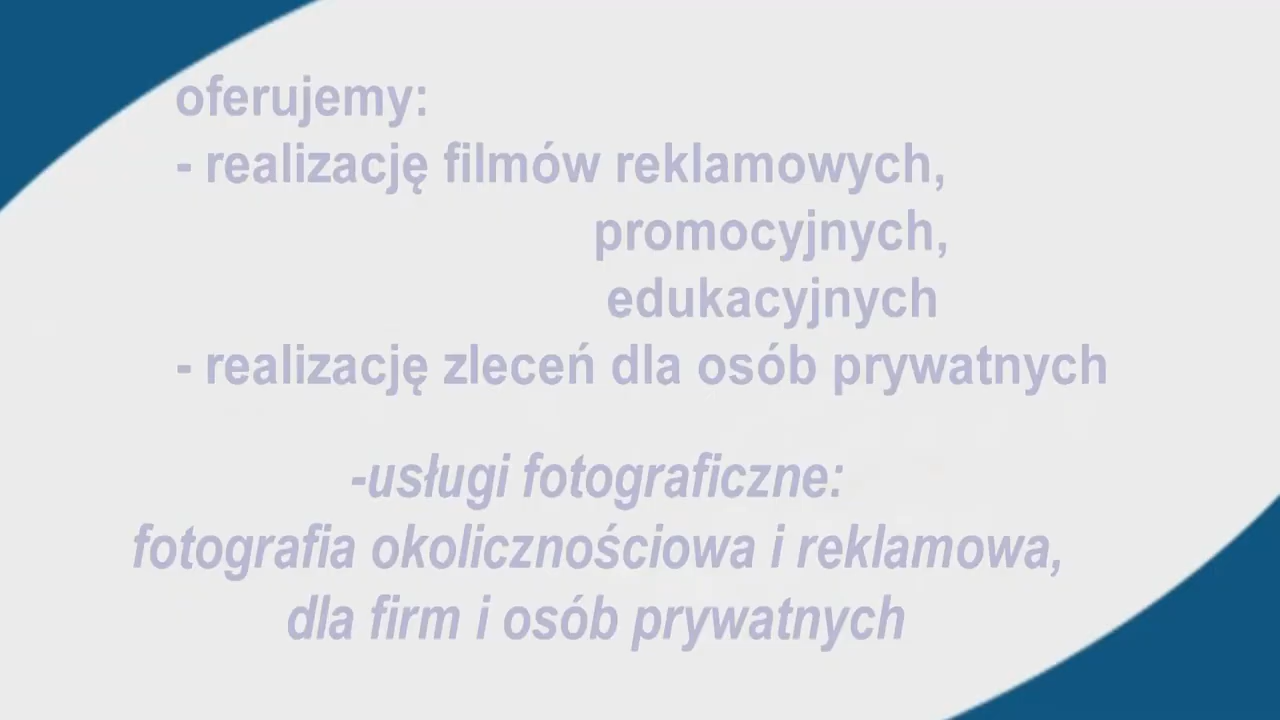 oferujemy:
- realizację filmów reklamowych,
promocyjnych,
edukacyjnych
- realizację zleceń dla osób prywatnych
-usługi fotograficzne:
fotografia okolicznościowa i reklamowa,
dla firm i osób prywatnych